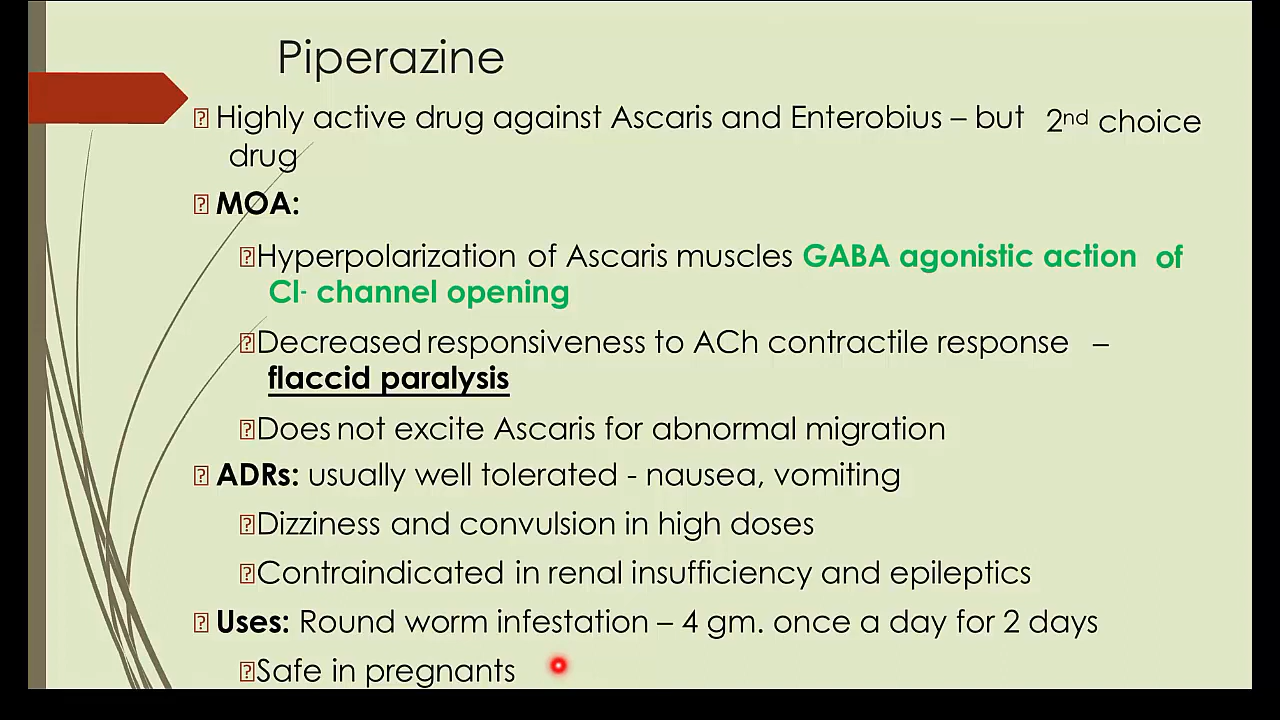 Piperazine
Highly active drug against Ascaris and Enterobius – but 2nd choice
drug
MOA:
Hyperpolarization of Ascaris muscles GABA agonistic action of
Cl- channel opening
Decreased responsiveness to ACh contractile response –
flaccid paralysis
Does not excite Ascaris for abnormal migration
ADRs: usually well tolerated - nausea, vomiting
Dizziness and convulsion in high doses
Contraindicated in renal insufficiency and epileptics
Uses: Round worm infestation – 4 gm. once a day for 2 days
Safe in pregnants